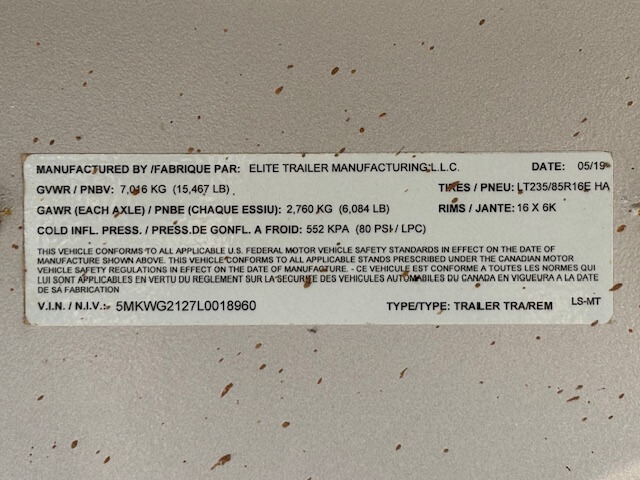 MANUFACTURED BY /FABRIQUE PAR: ELITE TRAILER MANUFACTURING L.L.C. DATE: 05/19
GVWR / PNBV: 7,016 KG (15,467 LB) TIRES / PNEU: LT235/85R16E HA
GAWR (EACH AXLE) / PNBE (CHAQUE ESSIU): 2,760 KG (6,084 LB) RIMS / JANTE: 16 X 6K
COLD INFL. PRESS. / PRESS.DE GONFL. A FROID: 552 KPA (80 PSI / LPC)
THIS VEHICLE CONFORMS TO ALL APPLICABLE U.S. FEDERAL MOTOR VEHICLE SAFETY STANDARDS IN EFFECT ON THE DATE OF
MANUFACTURE SHOWN ABOVE. THIS VEHICLE CONFORMS TO ALL APPLICABLE STANDS PRESCRIBED UNDER THE CANADIAN MOTOR
VEHICLE SAFETY REGULATIONS IN EFFECT ON THE DATE OF MANUFACTURE. - CE VEHICULE EST CONFORME A TOUTES LES NORMES QUI
LUI SONT APLICABLES EN VERTU DU REGLEMENT SUR LA SECURITE DES VEHICULES AUTOMABILES DU CANADA EN VIGUEURA A LA DATE
DE SA FABRICATION
V.I.N. / N.I.V.: 5MKWG2127L0018960 TYPE/TYPE: TRAILER TRA/REM LS-MT